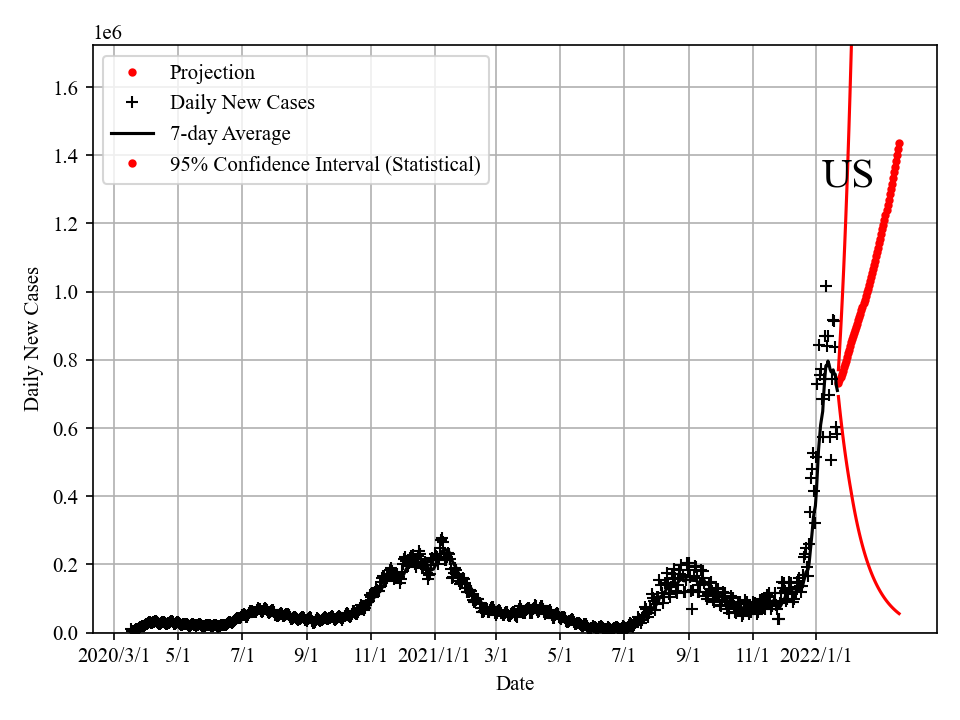 1e6
Projection
Daily New Cases
7-day Average
95% Confidence Interval (Statistical)
US
1.6
1.4
1.2
1.0
0.8
0.6
0.4
0.2
0.0
Daily New Cases
2020/3/1 5/1 7/1 9/1 11/1 2021/1/1 3/1 5/1 7/1 9/1 11/1 2022/1/1
Date